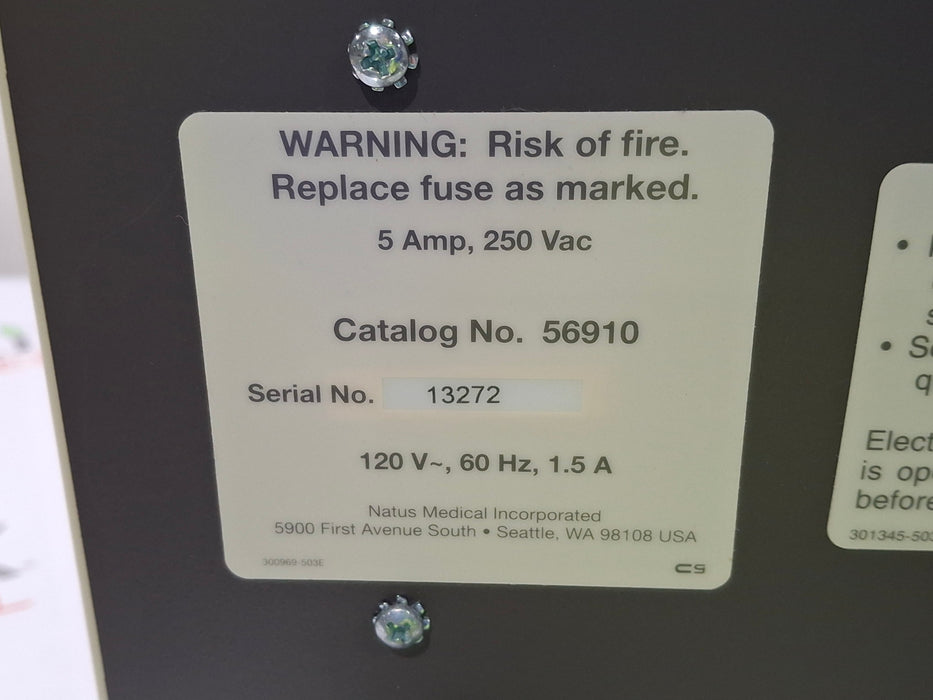 WARNING: Risk of fire.
Replace fuse as marked.
5 Amp, 250 Vac
Catalog No. 56910
Serial No. 13272
120 V~, 60 Hz, 1.5 A
Natus Medical Incorporated
5900 First Avenue South • Seattle, WA 98108 USA
300969-503E
Elect
is op
before
301345-503